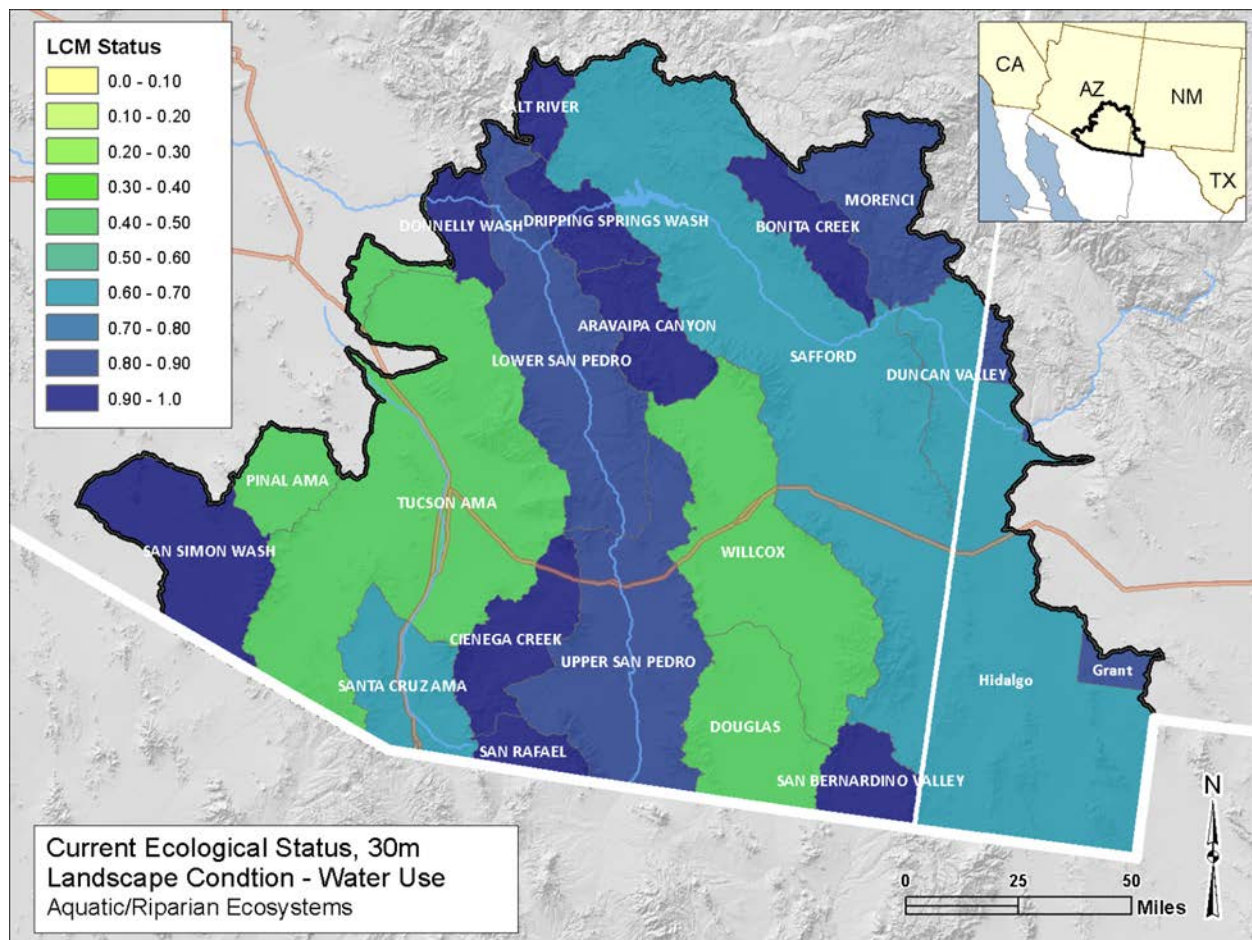 LCM Status
0.0 - 0.10
0.10 - 0.20
0.20 - 0.30
0.30 - 0.40
0.40 - 0.50
0.50 - 0.60
0.60 - 0.70
0.70 - 0.80
0.80 - 0.90
0.90 - 1.0
CA
AZ
NM
TX
SALT RIVER
MORENCI
DONNELLY WASH
DRIPPING SPRINGS WASH
BONITA CREEK
ARAVAIPA CANYON
LOWER SAN PEDRO
SAFFORD
DUNCAN VALLEY
PINAL AMA
TUCSON AMA
SAN SIMON WASH
WILLCOX
CIENEGA CREEK
UPPER SAN PEDRO
Hidalgo
Grant
SANTA CRUZ AMA
DOUGLAS
SAN RAFAEL
SAN BERNARDINO VALLEY
Current Ecological Status, 30m
Landscape Condtion - Water Use
Aquatic/Riparian Ecosystems
N
0 25 50
Miles